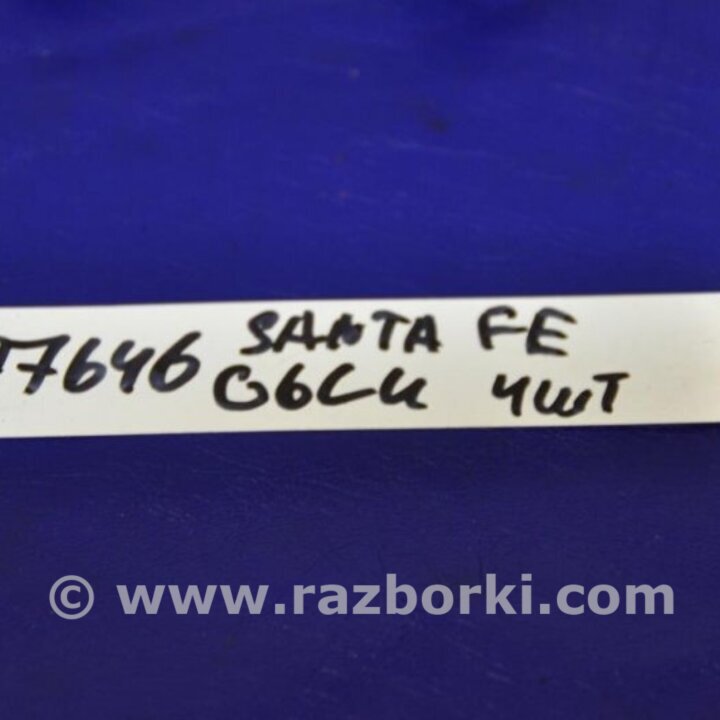 7646 SANTA FE
G6CU 4шт
© www.razborki.com